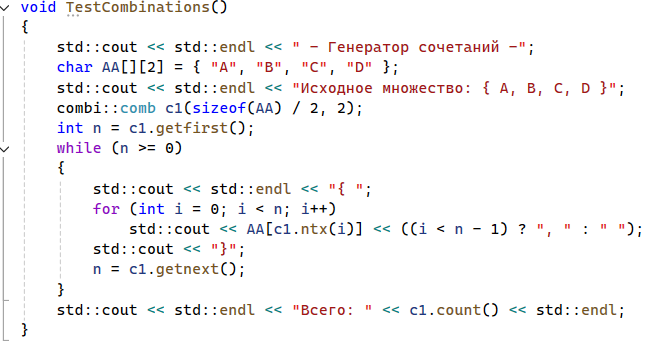 void TestCombinations()
{
    std::cout << std::endl << " - Генератор сочетаний -";
    char AA[][2] = { "A", "B", "C", "D" };
    std::cout << std::endl << "Исходное множество: { A, B, C, D }";
    combi::comb c1(sizeof(AA) / 2, 2);
    int n = c1.getfirst();
    while (n >= 0)
    {
        std::cout << std::endl << "{ ";
        for (int i = 0; i < n; i++)
            std::cout << AA[c1.ntx(i)] << ((i < n - 1) ? ", " : " ");
        std::cout << "}";
        n = c1.getnext();
    }
    std::cout << std::endl << "Всего: " << c1.count() << std::endl;
}